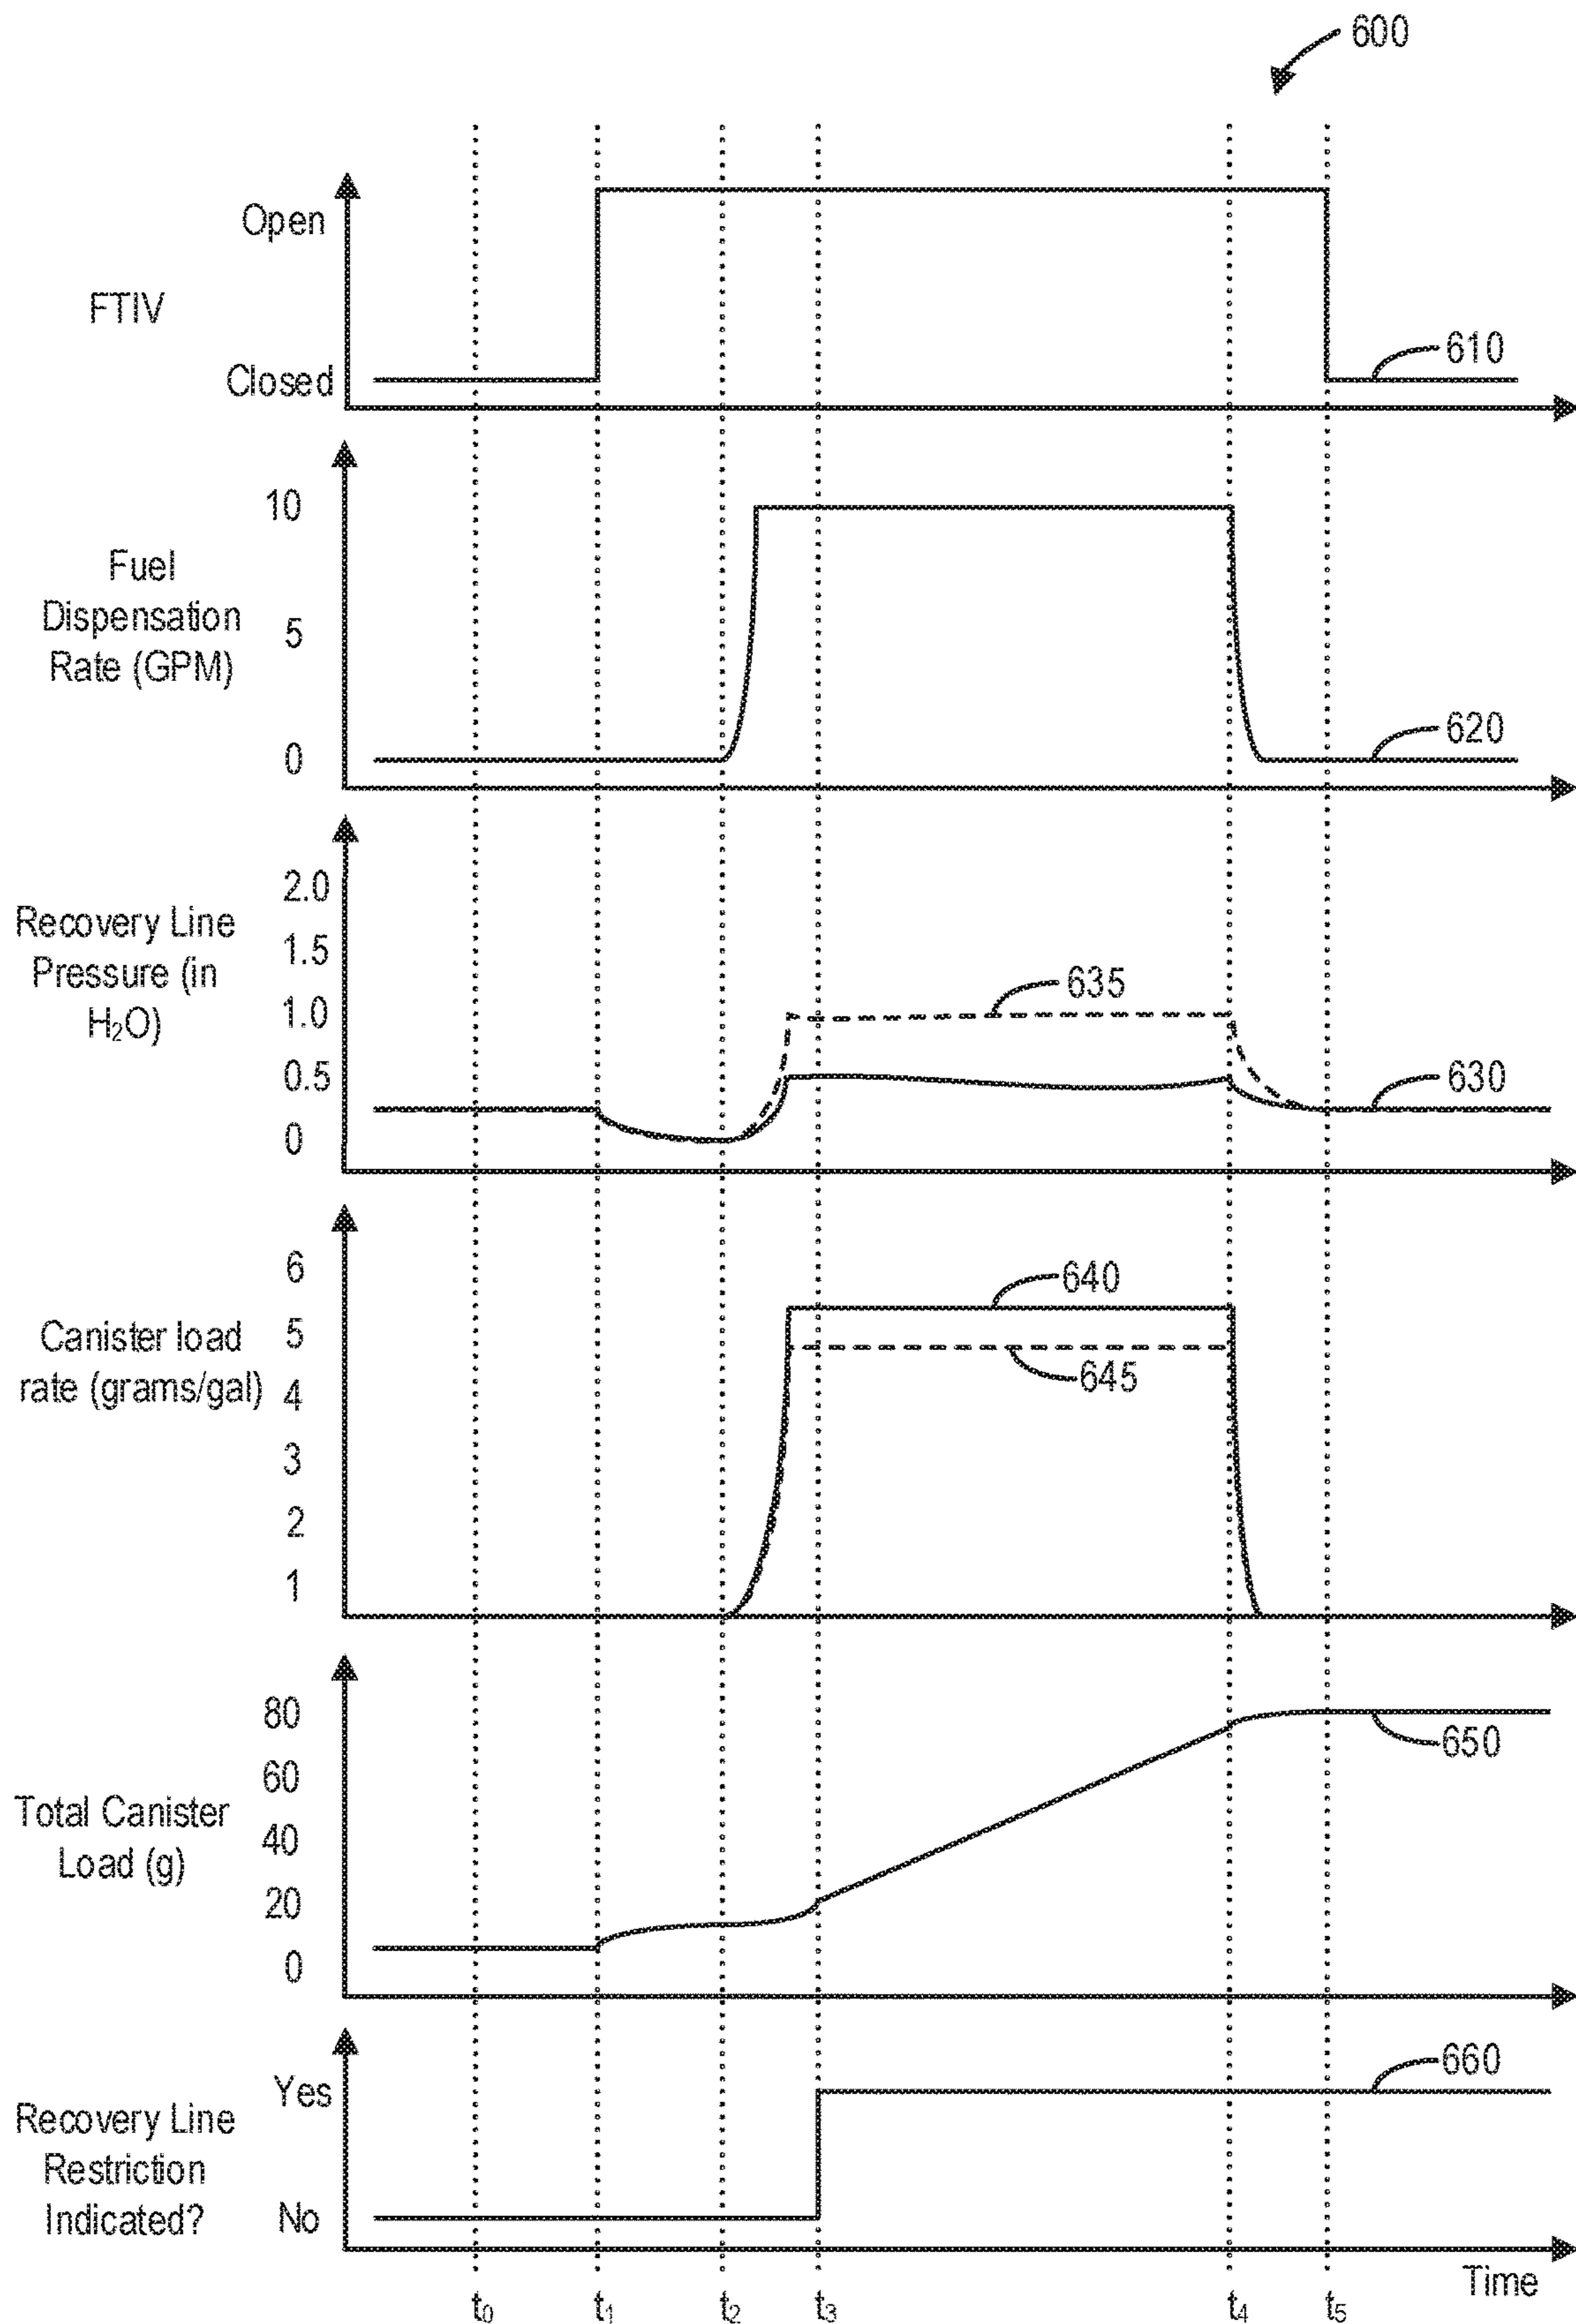 600
Open
FTIV
Closed
610
10
Fuel
Dispensation
Rate (GPM)
5
0
620
2.0
Recovery Line
Pressure (in
H₂O)
1.5
1.0
0.5
0
635
630
6
5
4
3
2
1
Canister load
rate (grams/gal)
640
645
80
60
40
20
0
Total Canister
Load (g)
650
Yes
Recovery Line
Restriction
Indicated?
No
660
Time
t₀ t₁ t₂ t₃ t₄ t₅